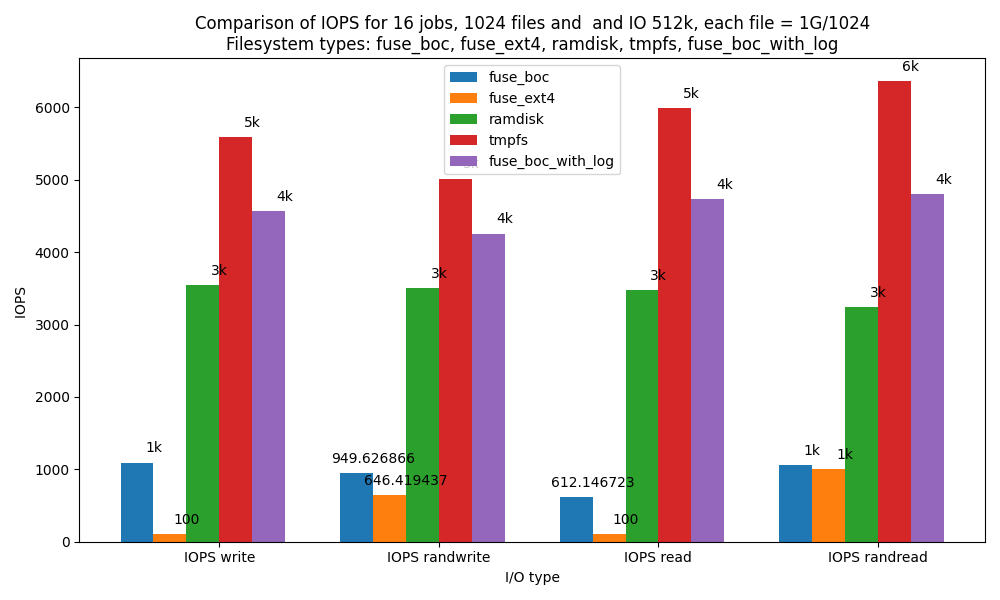 Comparison of IOPS for 16 jobs, 1024 files and  and IO 512k, each file = 1G/1024
Filesystem types: fuse_boc, fuse_ext4, ramdisk, tmpfs, fuse_boc_with_log
fuse_boc
fuse_ext4
ramdisk
tmpfs
fuse_boc_with_log
IOPS
6000
5000
4000
3000
2000
1000
0
1k
100
3k
5k
4k
949.626866
646.419437
3k
4k
612.146723
100
3k
5k
4k
1k
1k
3k
6k
4k
IOPS write
IOPS randwrite
IOPS read
IOPS randread
I/O type